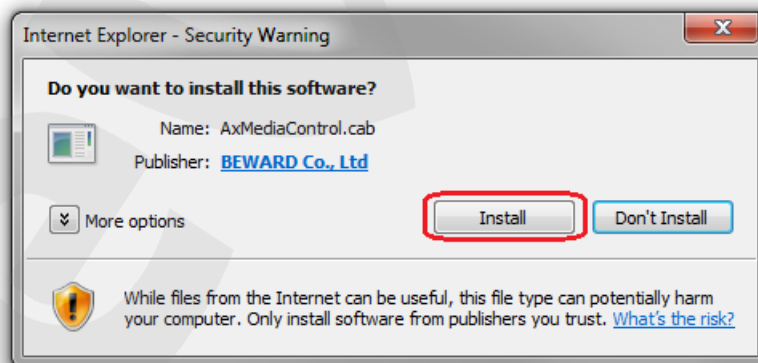 Internet Explorer - Security Warning
Do you want to install this software?
Name: AxMediaControl.cab
Publisher: BEWARD Co., Ltd
More options
Install
Don't Install
While files from the Internet can be useful, this file type can potentially harm
your computer. Only install software from publishers you trust. What's the risk?